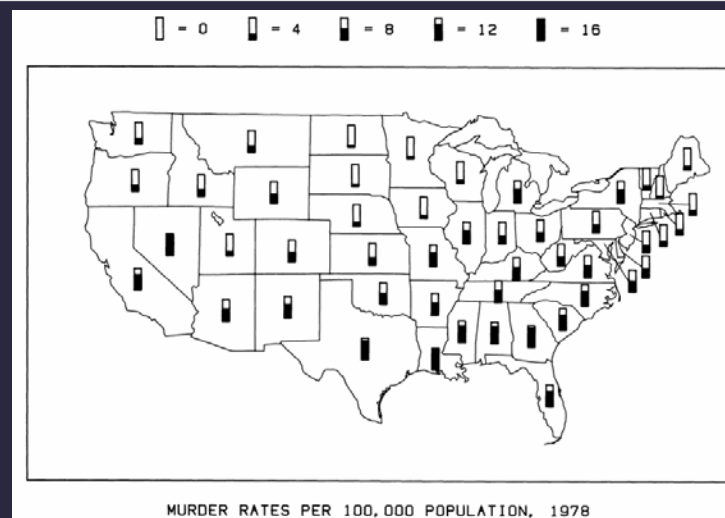 = 0 = 4 = 8 = 12 = 16
MURDER RATES PER 100,000 POPULATION, 1978